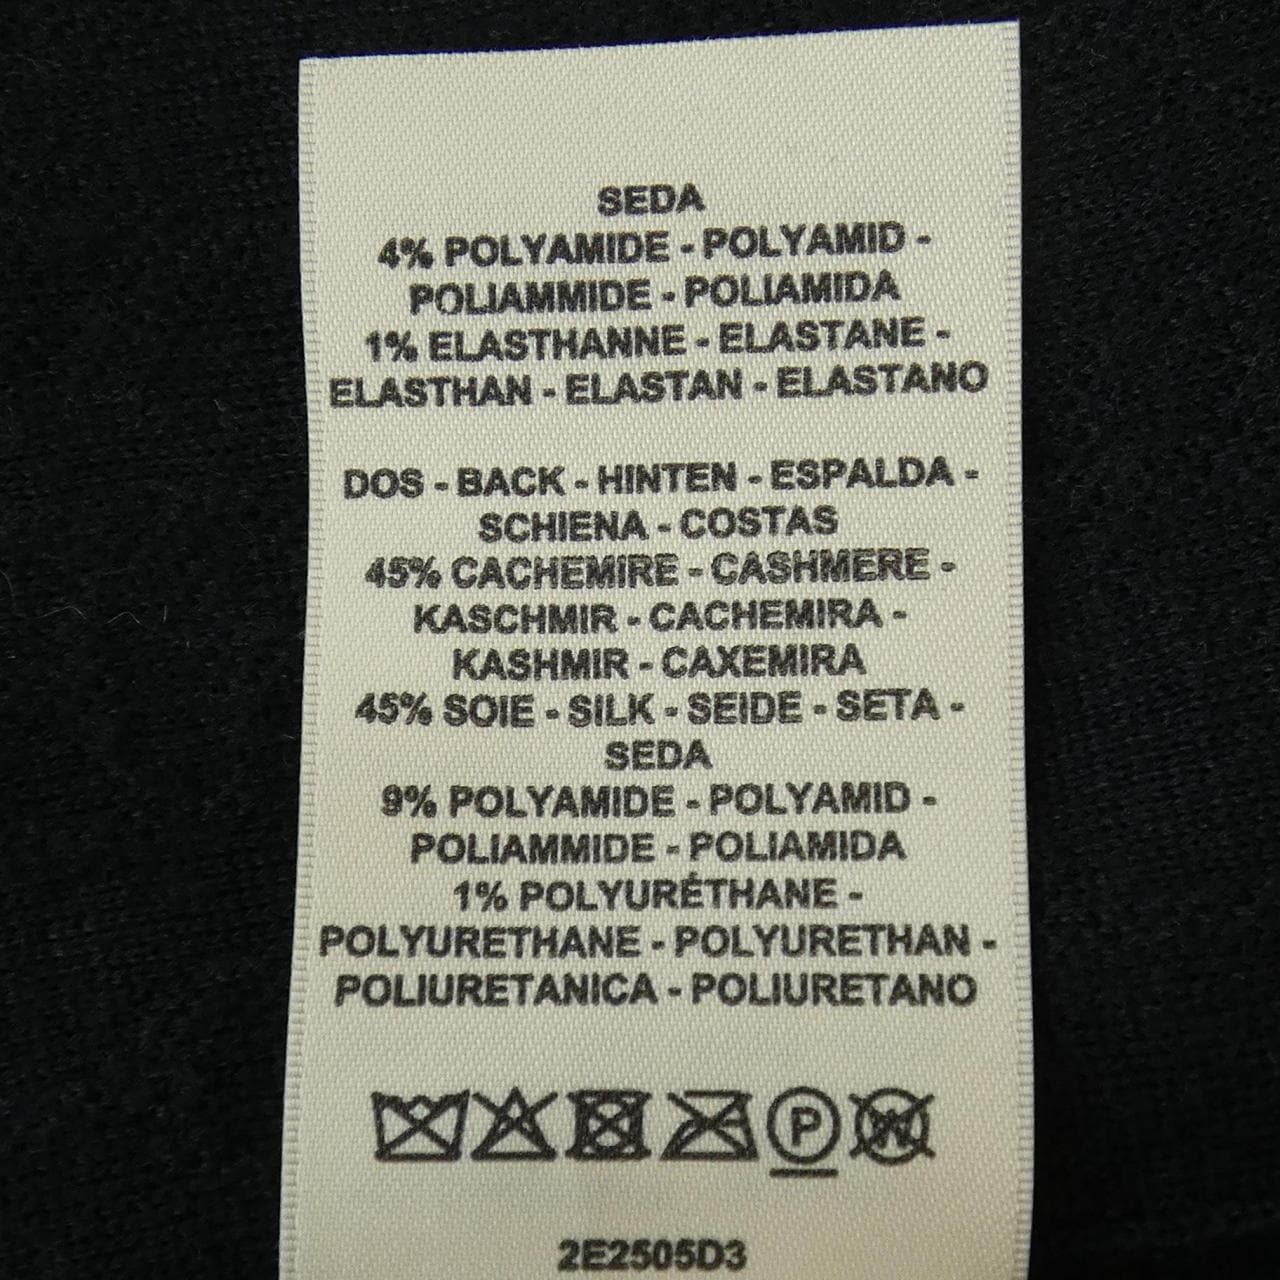 SEDA
4% POLYAMIDE - POLYAMID -
POLIAMMIDE - POLIAMIDA
1% ELASTHANNE - ELASTANE -
ELASTHAN - ELASTAN - ELASTANO
DOS - BACK - HINTEN - ESPALDA -
SCHIENA - COSTAS
45% CACHEMIRE - CASHMERE -
KASCHMIR - CACHEMIRA -
KASHMIR - CAXEMIRA
45% SOIE - SILK - SEIDE - SETA -
SEDA
9% POLYAMIDE - POLYAMID -
POLIAMMIDE - POLIAMIDA
1% POLYURÉTHANE -
POLYURETHANE - POLYURETHAN -
POLIURETANICA - POLIURETANO
P W
2E2505D3